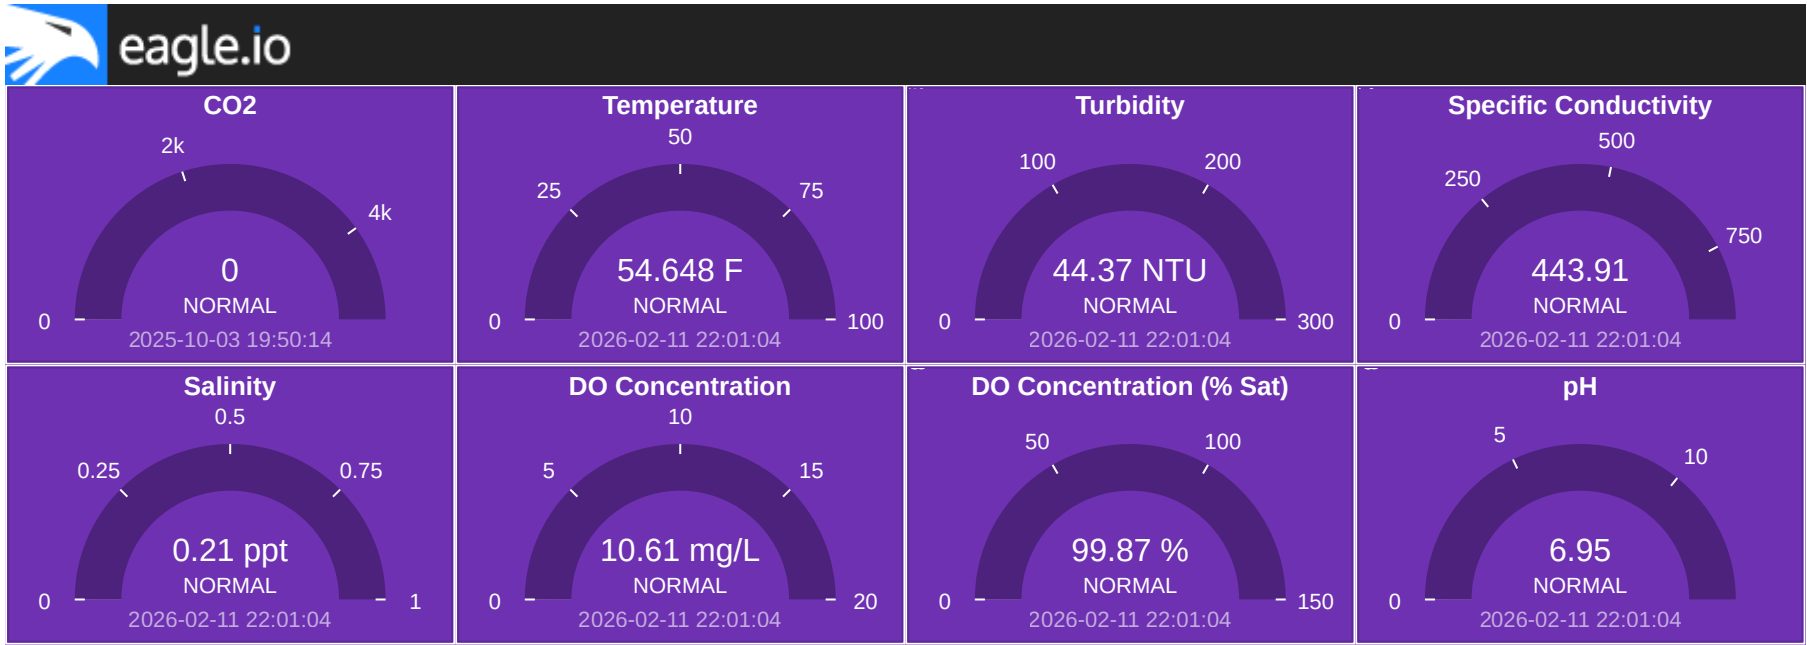 eagle.io
CO2
2k
4k
0
0
NORMAL
2025-10-03 19:50:14
Temperature
50
25
75
54.648 F
NORMAL
0
100
2026-02-11 22:01:04
Turbidity
100
200
44.37 NTU
NORMAL
0
300
2026-02-11 22:01:04
Specific Conductivity
500
250
750
443.91
NORMAL
0
2026-02-11 22:01:04
Salinity
0.5
0.25
0.75
0.21 ppt
NORMAL
0
1
2026-02-11 22:01:04
DO Concentration
10
5
15
10.61 mg/L
NORMAL
0
20
2026-02-11 22:01:04
DO Concentration (% Sat)
50
100
99.87 %
NORMAL
0
150
2026-02-11 22:01:04
pH
5
10
6.95
NORMAL
0
2026-02-11 22:01:04